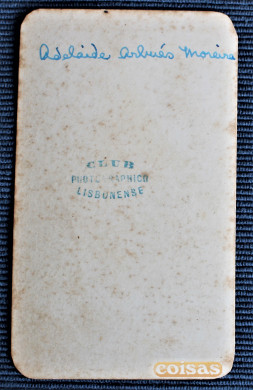 Adelaide Arbués Moreira
CLUB
PHOTOGRAPHICO
LISBONENSE
coisas